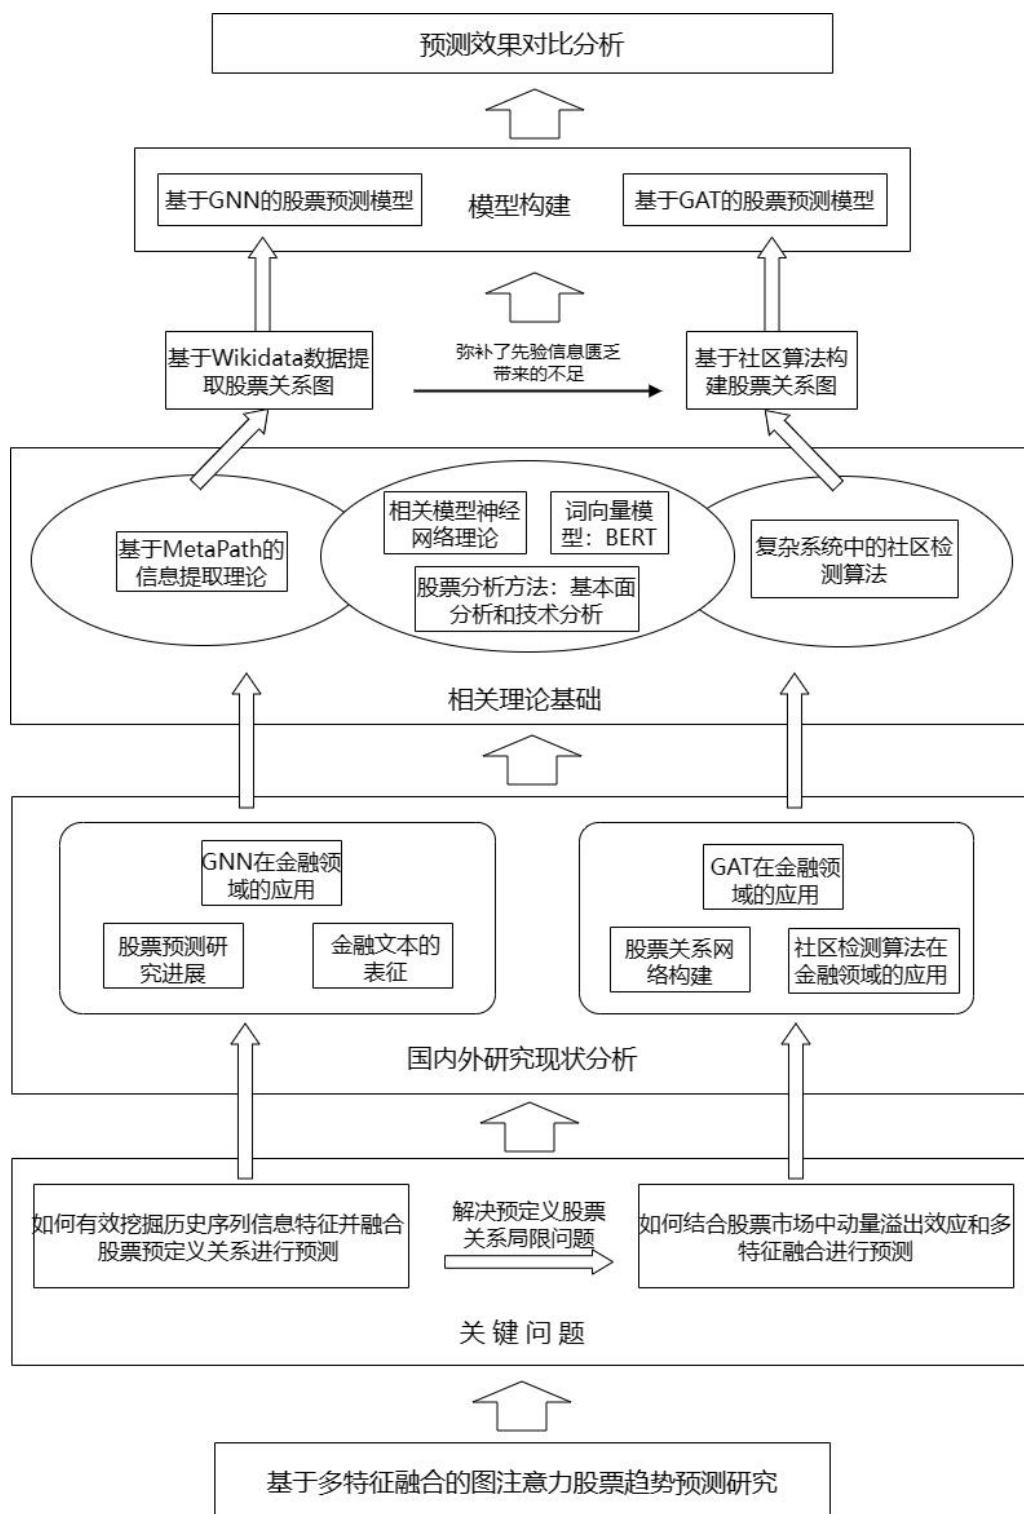 预测效果对比分析
基于GNN的股票预测模型
模型构建
基于GAT的股票预测模型
基于Wikidata数据提
取股票关系图
弥补了先验信息匮乏
带来的不足
基于社区算法构
建股票关系图
基于MetaPath的
信息提取理论
相关模型神经
网络理论
词向量模
型：BERT
股票分析方法：基本面
分析和技术分析
复杂系统中的社区检
测算法
相关理论基础
GNN在金融领
域的应用
股票预测研
究进展
金融文本的
表征
GAT在金融领
域的应用
股票关系网
络构建
社区检测算法在
金融领域的应用
国内外研究现状分析
如何有效挖掘历史序列信息特征并融合
股票预定义关系进行预测
解决预定义股票
关系局限问题
如何结合股票市场中动量溢出效应和多
特征融合进行预测
关 键 问 题
基于多特征融合的图注意力股票趋势预测研究